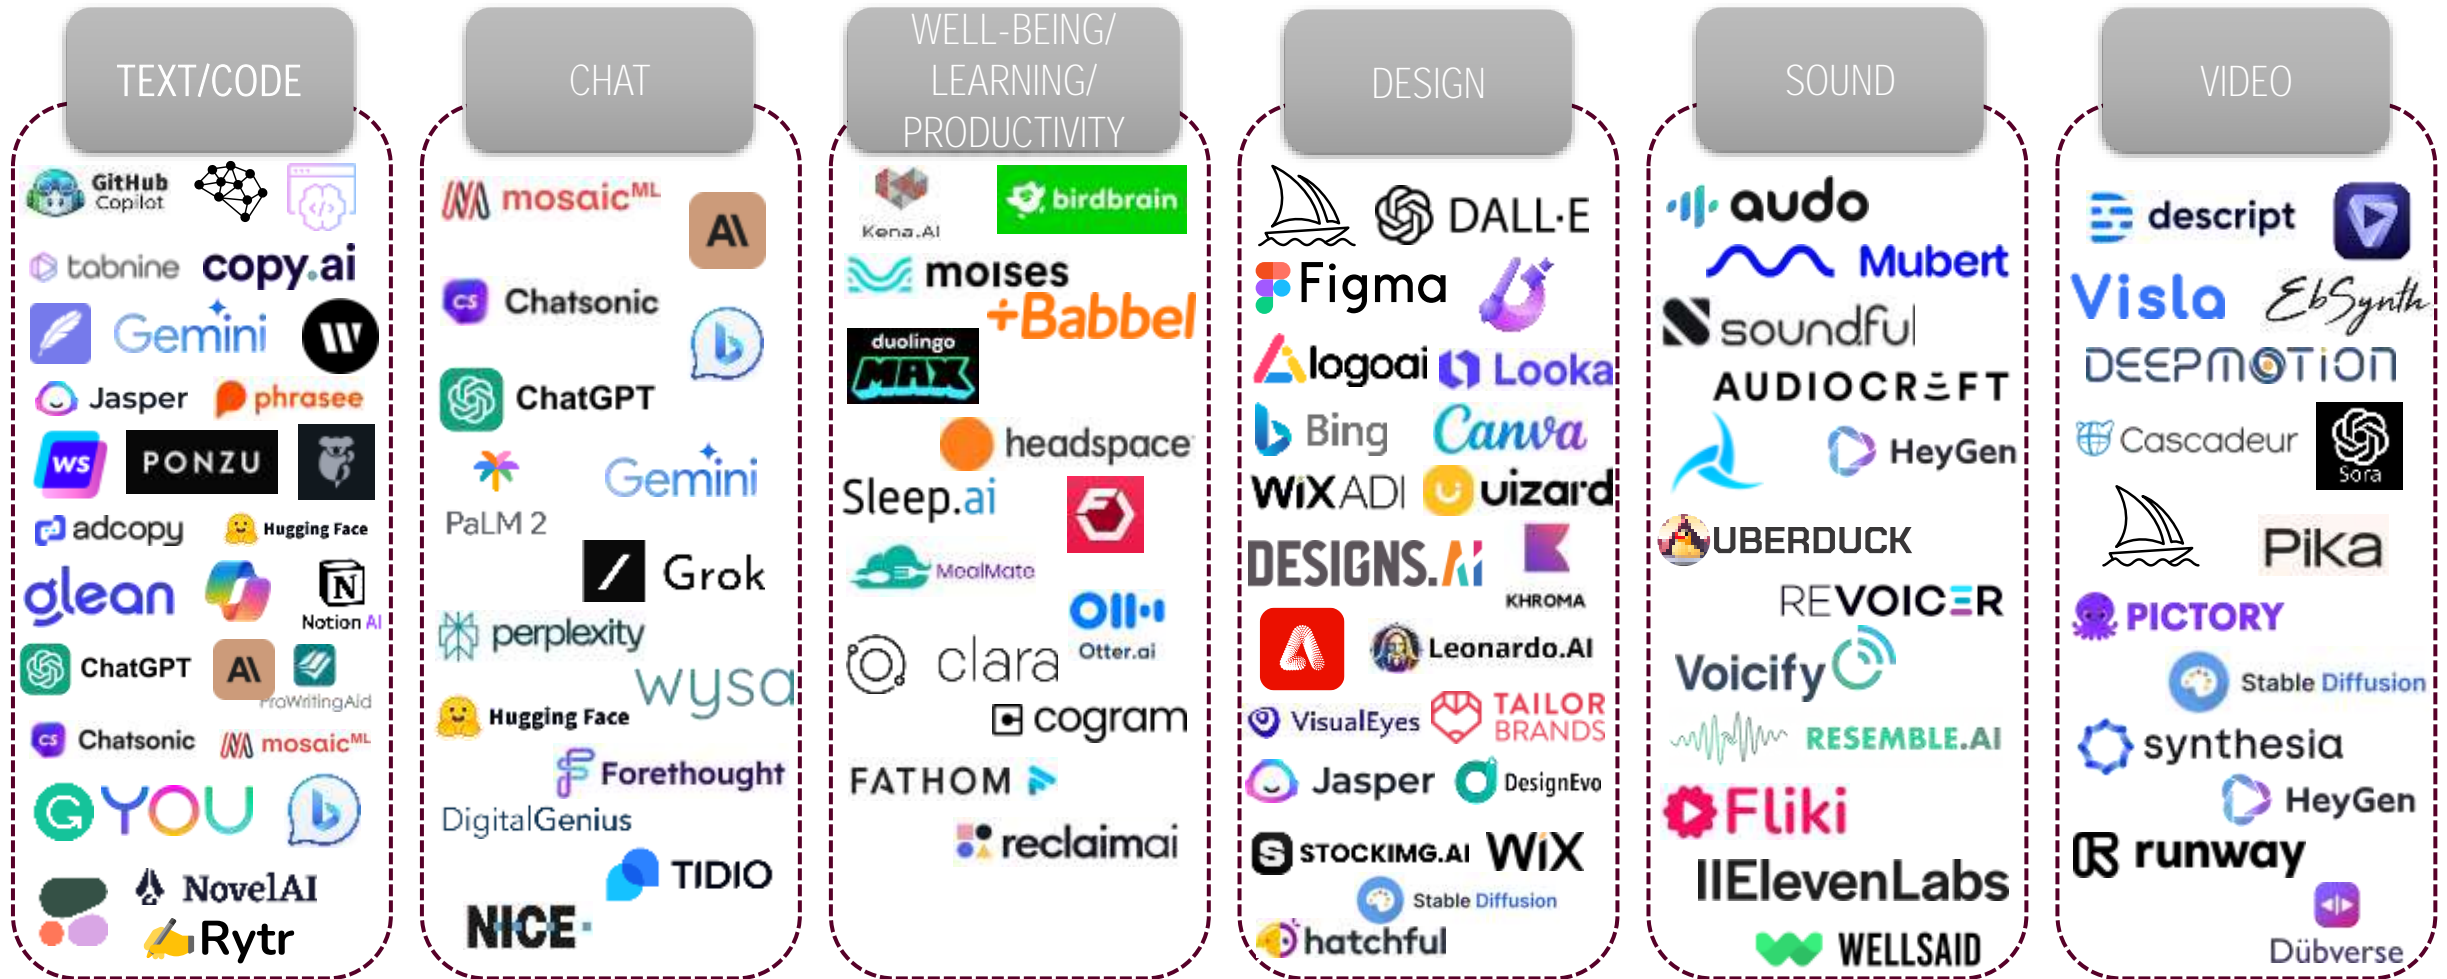 TEXT/CODE
GitHub
Copilot
tabnine
copy.ai
Gemini
Jasper
phrasee
ws
PONZU
adcopy
Hugging Face
glean
Notion AI
ChatGPT
AI
ProWritingAid
CS
Chatsonic
mosaicML
G
YOU
b
NovelAI
Rytr
CHAT
mosaicML
AI
CS
Chatsonic
b
ChatGPT
Gemini
PaLM 2
Grok
perplexity
wysa
Hugging Face
Forethought
DigitalGenius
TIDIO
NICE
WELL-BEING/
LEARNING/
PRODUCTIVITY
Kena.AI
birdbrain
moises
+Babbel
duolingo
MAX
headspace
Sleep.ai
MealMate
Otter.ai
clara
cogram
FATHOM
reclaimai
DESIGN
DALL·E
Figma
logoai
Looka
Bing
Canva
WiXADI
uizard
DESIGNS.AI
KHROMA
Leonardo.AI
VisualEyes
TAILOR
BRANDS
Jasper
DesignEvo
STOCKIMG.AI
WiX
Stable Diffusion
hatchful
SOUND
audo
Mubert
soundful
AUDIOCRAFT
HeyGen
UBERDUCK
REVOICER
Voicify
RESEMBLE.AI
Fliki
IIElevenLabs
WELLSAID
VIDEO
descript
Visla
EbSynth
DEEPMOTION
Cascadeur
Sora
Pika
PICTORY
Stable Diffusion
synthesia
HeyGen
runway
Dübverse